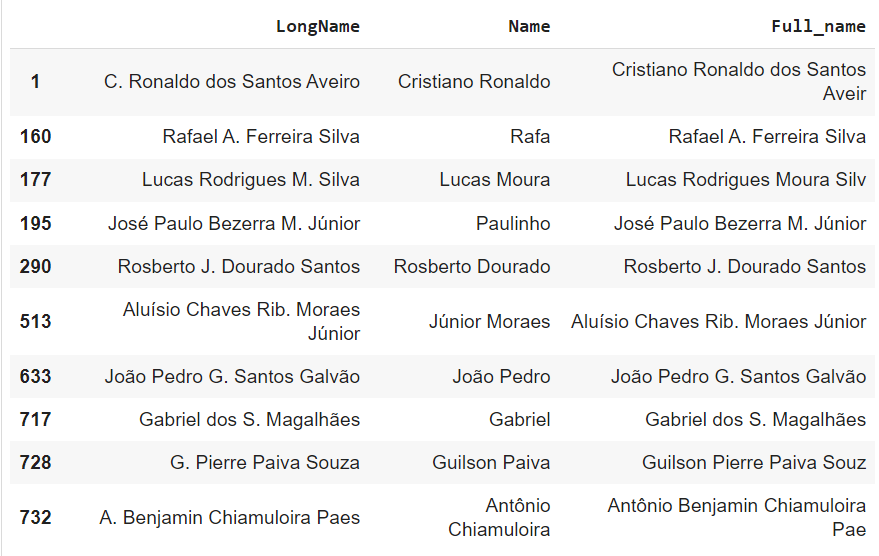 LongName Name Full_name
1 C. Ronaldo dos Santos Aveiro Cristiano Ronaldo Cristiano Ronaldo dos Santos
Aveir
160 Rafael A. Ferreira Silva Rafa Rafael A. Ferreira Silva
177 Lucas Rodrigues M. Silva Lucas Moura Lucas Rodrigues Moura Silv
195 José Paulo Bezerra M. Júnior Paulinho José Paulo Bezerra M. Júnior
290 Rosberto J. Dourado Santos Rosberto Dourado Rosberto J. Dourado Santos
513 Aluísio Chaves Rib. Moraes
Júnior Júnior Moraes Aluísio Chaves Rib. Moraes Júnior
633 João Pedro G. Santos Galvão João Pedro João Pedro G. Santos Galvão
717 Gabriel dos S. Magalhães Gabriel Gabriel dos S. Magalhães
728 G. Pierre Paiva Souza Guilson Paiva Guilson Pierre Paiva Souz
732 A. Benjamin Chiamuloira Paes Antônio
Chiamuloira Antônio Benjamin Chiamuloira
Pae